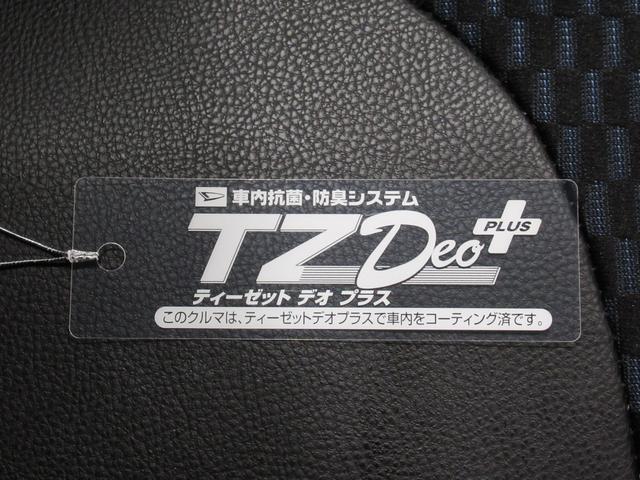 車内抗菌・防臭システム
TZ Deo PLUS
ティーゼット デオ プラス
このクルマは、ティーゼットデオプラスで車内をコーティング済です。